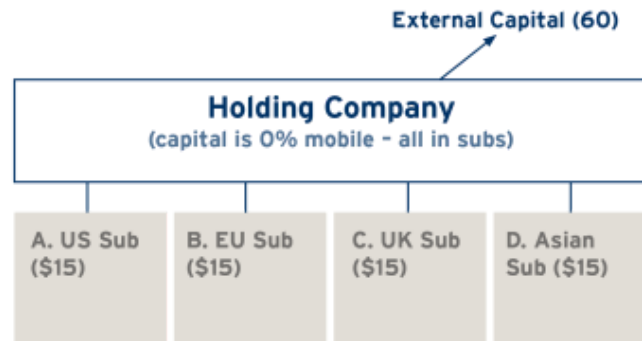 External Capital (60)
Holding Company
(capital is 0% mobile – all in subs)
A. US Sub
($15)
B. EU Sub
($15)
C. UK Sub
($15)
D. Asian
Sub ($15)